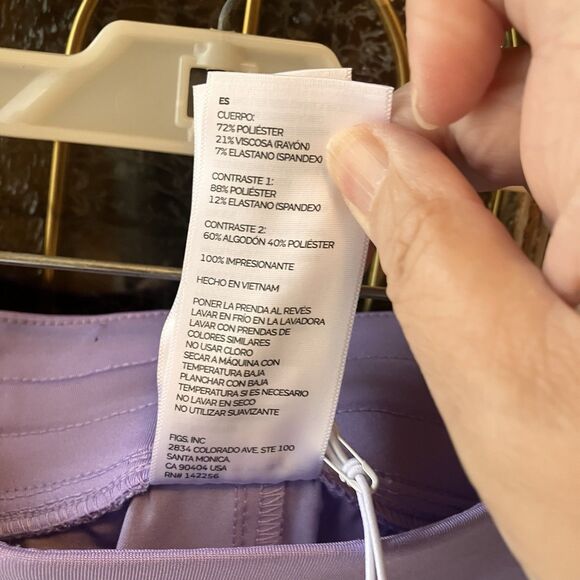 ES
CUERPO:
72% POLIÉSTER
21% VISCOSA (RAYÓN)
7% ELASTANO (SPANDEX)
CONTRASTE 1:
88% POLIÉSTER
12% ELASTANO (SPANDEX)
CONTRASTE 2:
60% ALGODÓN 40% POLIÉSTER
100% IMPRESIONANTE
HECHO EN VIETNAM
PONER LA PRENDA AL REVÉS
LAVAR EN FRÍO EN LA LAVADORA
LAVAR CON PRENDAS DE
COLORES SIMILARES
NO USAR CLORO
SECAR A MÁQUINA CON
TEMPERATURA BAJA
PLANCHAR CON BAJA
TEMPERATURA SI ES NECESARIO
NO LAVAR EN SECO
NO UTILIZAR SUAVIZANTE
FIGS, INC
2834 COLORADO AVE, STE 100
SANTA MONICA,
CA 90404 USA
RN# 142256